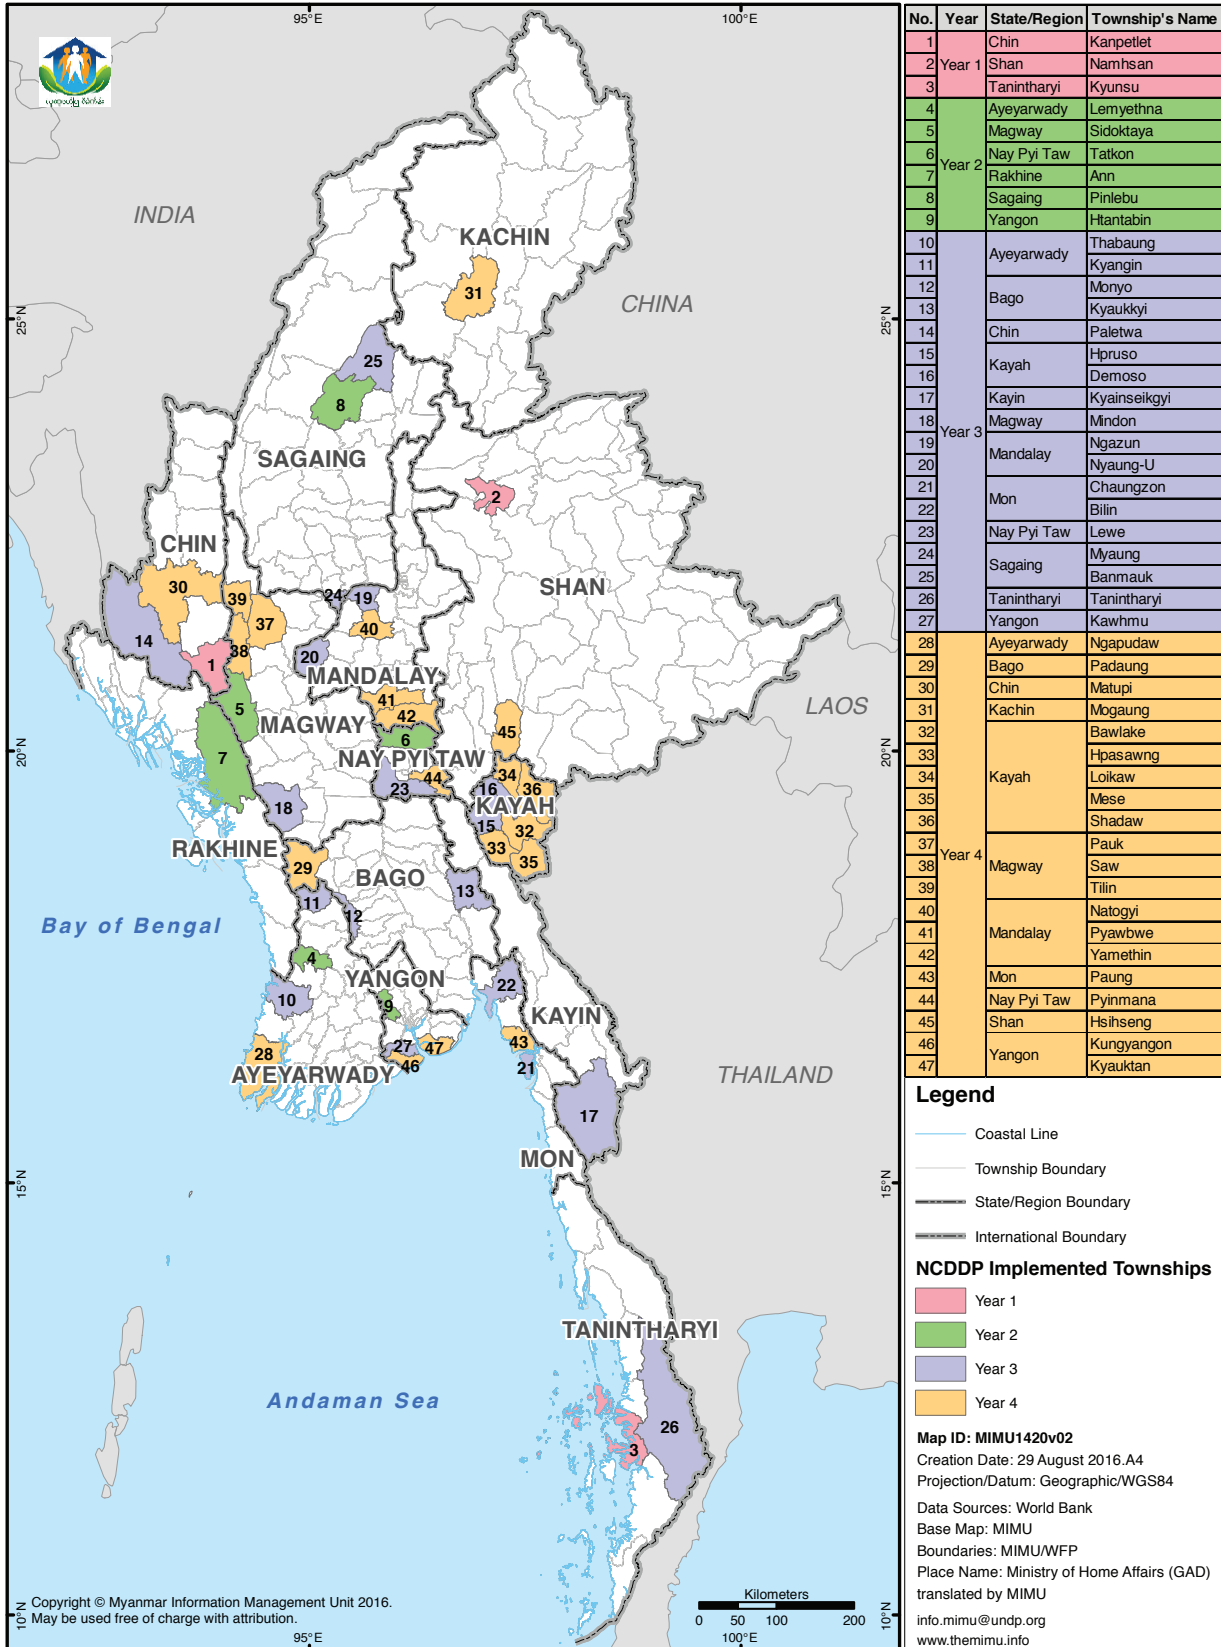 95°E
100°E
INDIA
KACHIN
31
CHINA
25°N
25°N
25
8
SAGAING
2
CHIN
30
SHAN
39
24
19
37
40
14
38
1
20
MANDALAY
41
5
MAGWAY
42
45
LAOS
20°N
20°N
7
6
NAY PYI TAW
44
34
23
16
36
18
KAYAH
15
32
RAKHINE
33
35
29
BAGO
13
11
12
Bay of Bengal
4
YANGON
22
10
9
KAYIN
28
27
47
43
46
21
AYEYARWADY
THAILAND
17
MON
15°N
15°N
TANINTHARYI
Andaman Sea
26
3
Kilometers
0 50 100 200
Copyright © Myanmar Information Management Unit 2016.
May be used free of charge with attribution.
10°N
10°N
95°E
100°E
No. Year State/Region Township's Name
1 Year 1 Chin Kanpetlet
2 Shan Namhsan
3 Tanintharyi Kyunsu
4 Year 2 Ayeyarwady Lemyethna
5 Magway Sidoktaya
6 Nay Pyi Taw Tatkon
7 Rakhine Ann
8 Sagaing Pinlebu
9 Yangon Htantabin
10 Year 3 Ayeyarwady Thabaung
11 Kyangin
12 Bago Monyo
13 Kyaukkyi
14 Chin Paletwa
15 Kayah Hpruso
16 Demoso
17 Kayin Kyainseikgyi
18 Magway Mindon
19 Mandalay Ngazun
20 Nyaung-U
21 Mon Chaungzon
22 Bilin
23 Nay Pyi Taw Lewe
24 Sagaing Myaung
25 Banmauk
26 Tanintharyi Tanintharyi
27 Yangon Kawhmu
28 Year 4 Ayeyarwady Ngapudaw
29 Bago Padaung
30 Chin Matupi
31 Kachin Mogaung
32 Kayah Bawlake
33 Hpasawng
34 Loikaw
35 Mese
36 Shadaw
37 Magway Pauk
38 Saw
39 Tilin
40 Mandalay Natogyi
41 Pyawbwe
42 Yamethin
43 Mon Paung
44 Nay Pyi Taw Pyinmana
45 Shan Hsihseng
46 Yangon Kungyangon
47 Kyauktan
Legend
Coastal Line
Township Boundary
State/Region Boundary
International Boundary
NCDDP Implemented Townships
Year 1
Year 2
Year 3
Year 4
Map ID: MIMU1420v02
Creation Date: 29 August 2016.A4
Projection/Datum: Geographic/WGS84
Data Sources: World Bank
Base Map: MIMU
Boundaries: MIMU/WFP
Place Name: Ministry of Home Affairs (GAD)
translated by MIMU
info.mimu@undp.org
www.themimu.info